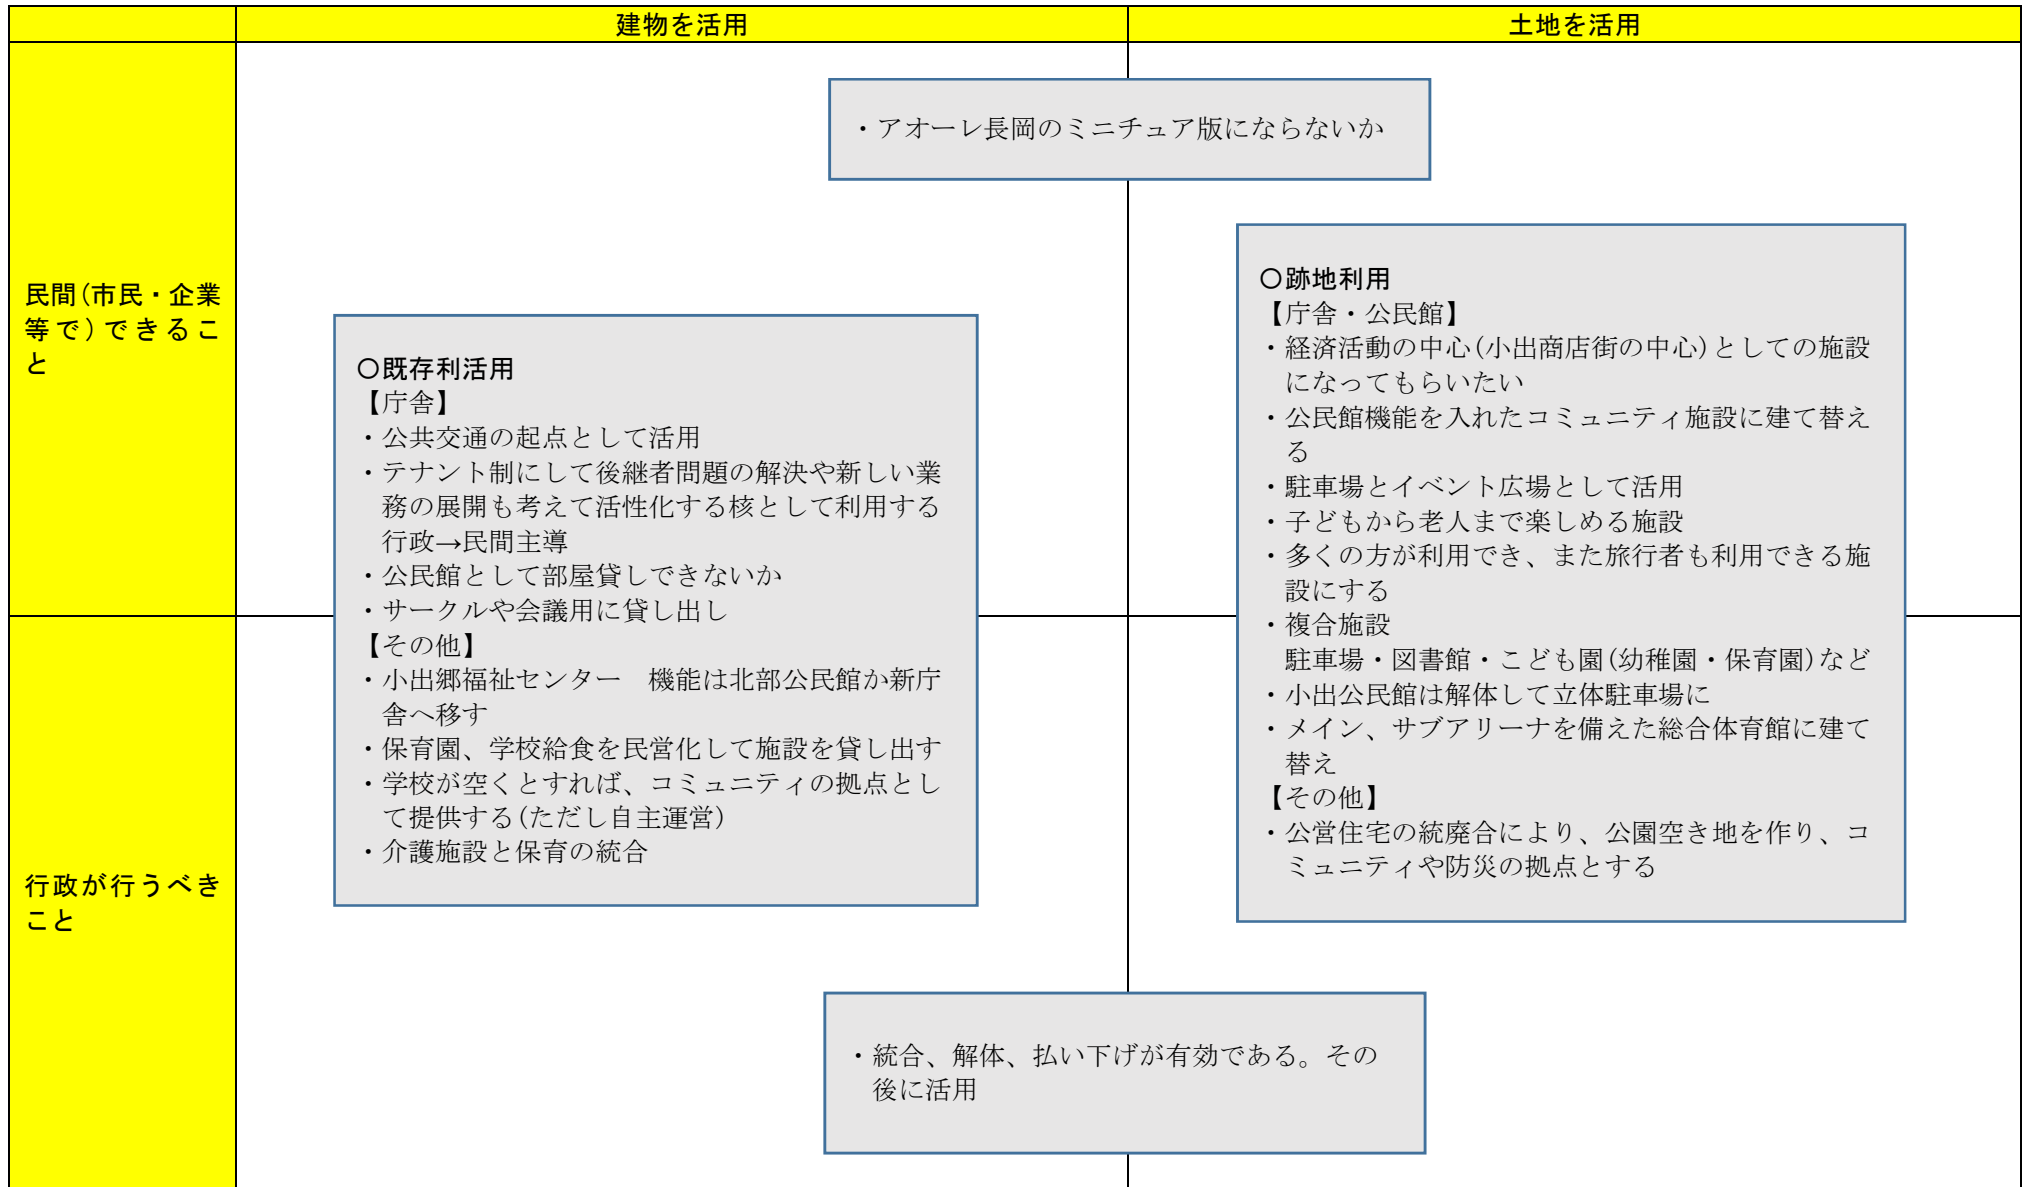 建物を活用
土地を活用
・アオーレ長岡のミニチュア版にならないか
民間(市民・企業
等で)できるこ
と
〇既存利活用
【庁舎】
・公共交通の起点として活用
・テナント制にして後継者問題の解決や新しい業
務の展開も考えて活性化する核として利用する
行政→民間主導
・公民館として部屋貸しできないか
・サークルや会議用に貸し出し
【その他】
・小出郷福祉センター　機能は北部公民館か新庁
舎へ移す
・保育園、学校給食を民営化して施設を貸し出す
・学校が空くとすれば、コミュニティの拠点とし
て提供する(ただし自主運営)
・介護施設と保育の統合
〇跡地利用
【庁舎・公民館】
・経済活動の中心(小出商店街の中心)としての施設
になってもらいたい
・公民館機能を入れたコミュニティ施設に建て替え
る
・駐車場とイベント広場として活用
・子どもから老人まで楽しめる施設
・多くの方が利用でき、また旅行者も利用できる施
設にする
・複合施設
駐車場・図書館・こども園(幼稚園・保育園)など
・小出公民館は解体して立体駐車場に
・メイン、サブアリーナを備えた総合体育館に建て
替え
【その他】
・公営住宅の統廃合により、公園空き地を作り、コ
ミュニティや防災の拠点とする
行政が行うべき
こと
・統合、解体、払い下げが有効である。その
後に活用